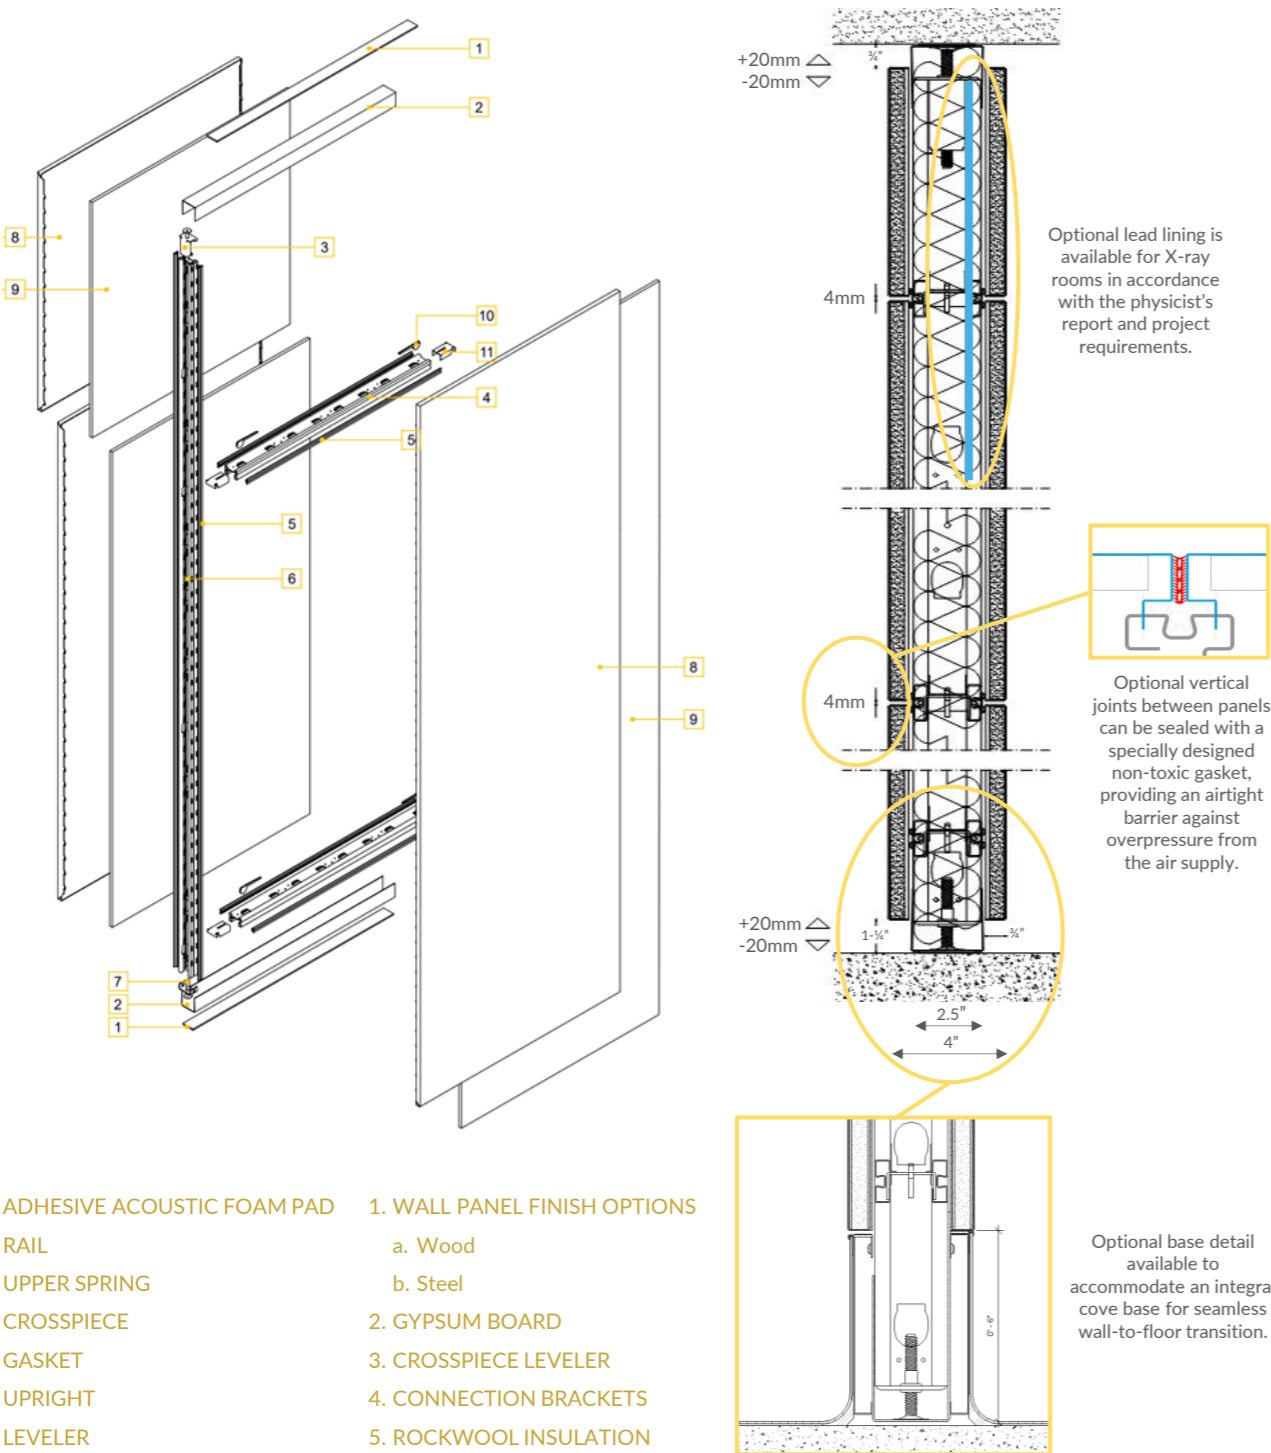 1
2
3
8
9
10
11
4
5
5
6
8
9
7
2
1
+20mm
-20mm
¾"
4mm
Optional lead lining is
available for X-ray
rooms in accordance
with the physicist's
report and project
requirements.
4mm
Optional vertical
joints between panels
can be sealed with a
specially designed
non-toxic gasket,
providing an airtight
barrier against
overpressure from
the air supply.
+20mm
-20mm
1-¼"
¾"
2.5"
4"
0' - 6"
Optional base detail
available to
accommodate an integra
cove base for seamless
wall-to-floor transition.
ADHESIVE ACOUSTIC FOAM PAD
RAIL
UPPER SPRING
CROSSPIECE
GASKET
UPRIGHT
LEVELER
1. WALL PANEL FINISH OPTIONS
a. Wood
b. Steel
2. GYPSUM BOARD
3. CROSSPIECE LEVELER
4. CONNECTION BRACKETS
5. ROCKWOOL INSULATION